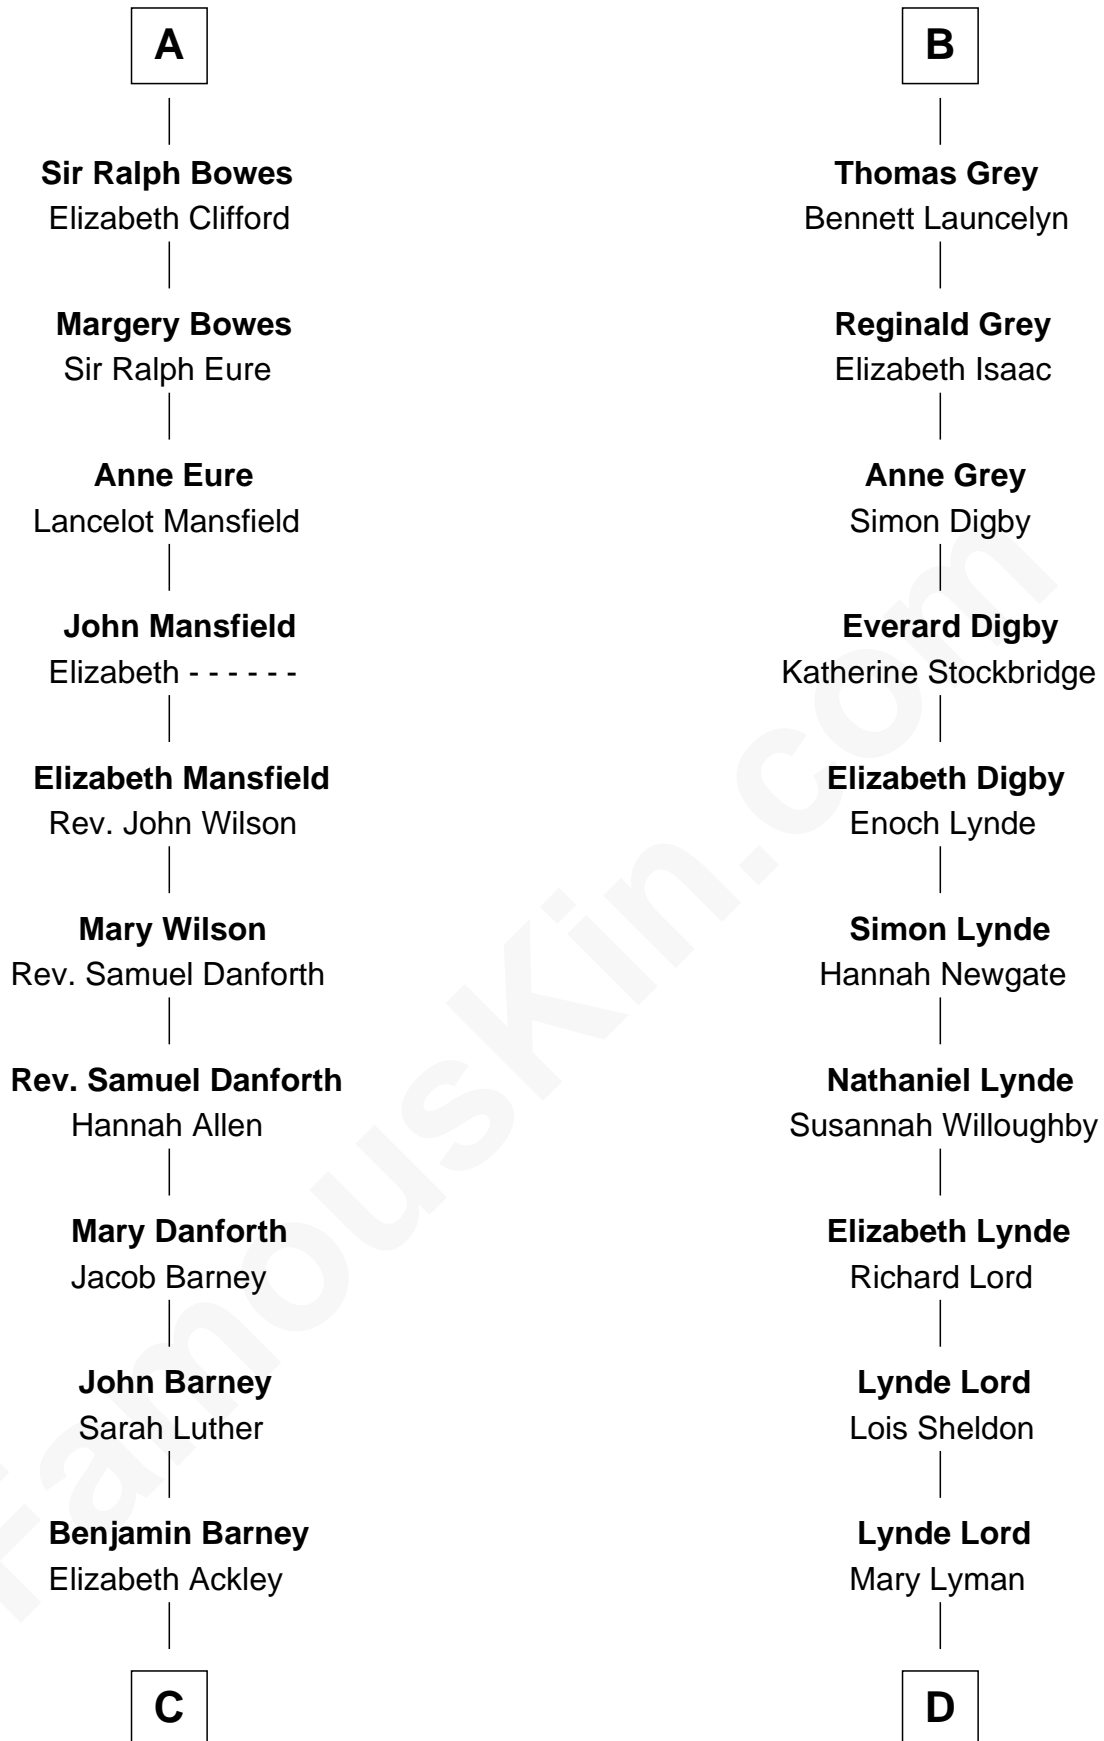 A
Sir Ralph Bowes
Elizabeth Clifford
Margery Bowes
Sir Ralph Eure
Anne Eure
Lancelot Mansfield
John Mansfield
Elizabeth - - - - - -
Elizabeth Mansfield
Rev. John Wilson
Mary Wilson
Rev. Samuel Danforth
Rev. Samuel Danforth
Hannah Allen
Mary Danforth
Jacob Barney
John Barney
Sarah Luther
Benjamin Barney
Elizabeth Ackley
C
B
Thomas Grey
Bennett Launcelyn
Reginald Grey
Elizabeth Isaac
Anne Grey
Simon Digby
Everard Digby
Katherine Stockbridge
Elizabeth Digby
Enoch Lynde
Simon Lynde
Hannah Newgate
Nathaniel Lynde
Susannah Willoughby
Elizabeth Lynde
Richard Lord
Lynde Lord
Lois Sheldon
Lynde Lord
Mary Lyman
D
FamousKin.com